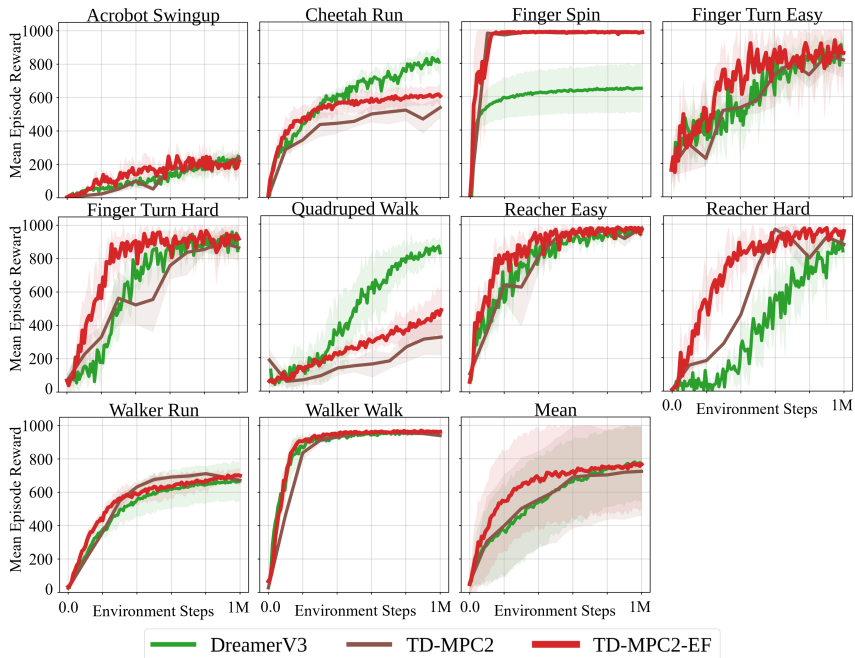 Acrobot Swingup
Cheetah Run
Finger Spin
Finger Turn Easy
Mean Episode Reward
1000
800
600
400
200
0
Finger Turn Hard
Quadruped Walk
Reacher Easy
Reacher Hard
Mean Episode Reward
1000
800
600
400
200
0
0.0 Environment Steps 1M
Walker Run
Walker Walk
Mean
Mean Episode Reward
1000
800
600
400
200
0
0.0 Environment Steps 1M
0.0 Environment Steps 1M
0.0 Environment Steps 1M
DreamerV3 TD-MPC2 TD-MPC2-EF